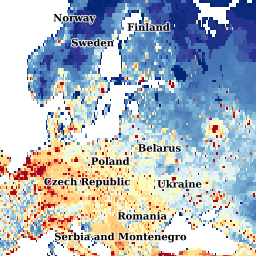 Norway
Finland
Sweden
Belarus
Poland
Czech Republic
Ukraine
Romania
Serbia and Montenegro